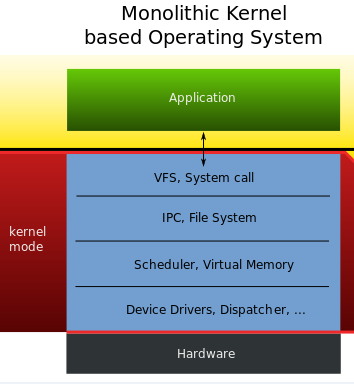 Monolithic Kernel
based Operating System
Application
VFS, System call
IPC, File System
kernel
mode
Scheduler, Virtual Memory
Device Drivers, Dispatcher, ...
Hardware